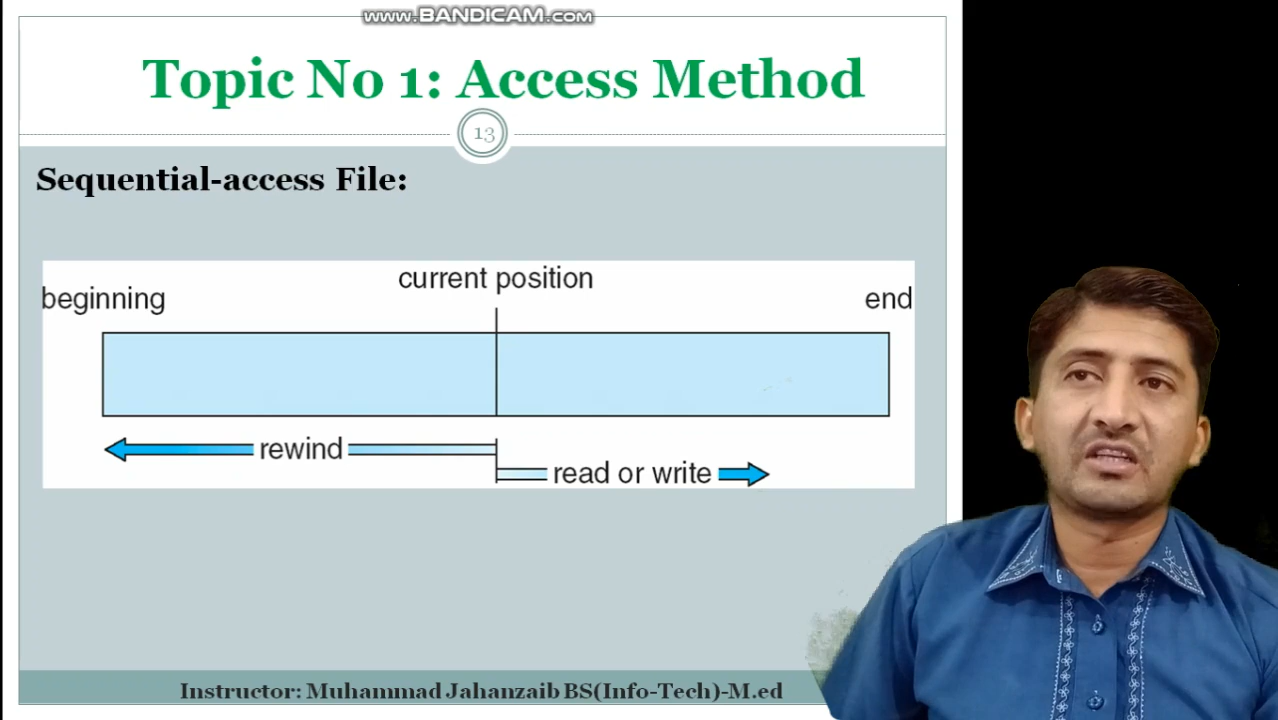 www.BANDICAM.com
Topic No 1: Access Method
13
Sequential-access File:
current position
beginning
end
rewind
read or write
Instructor: Muhammad Jahanzaib BS(Info-Tech)-M.ed